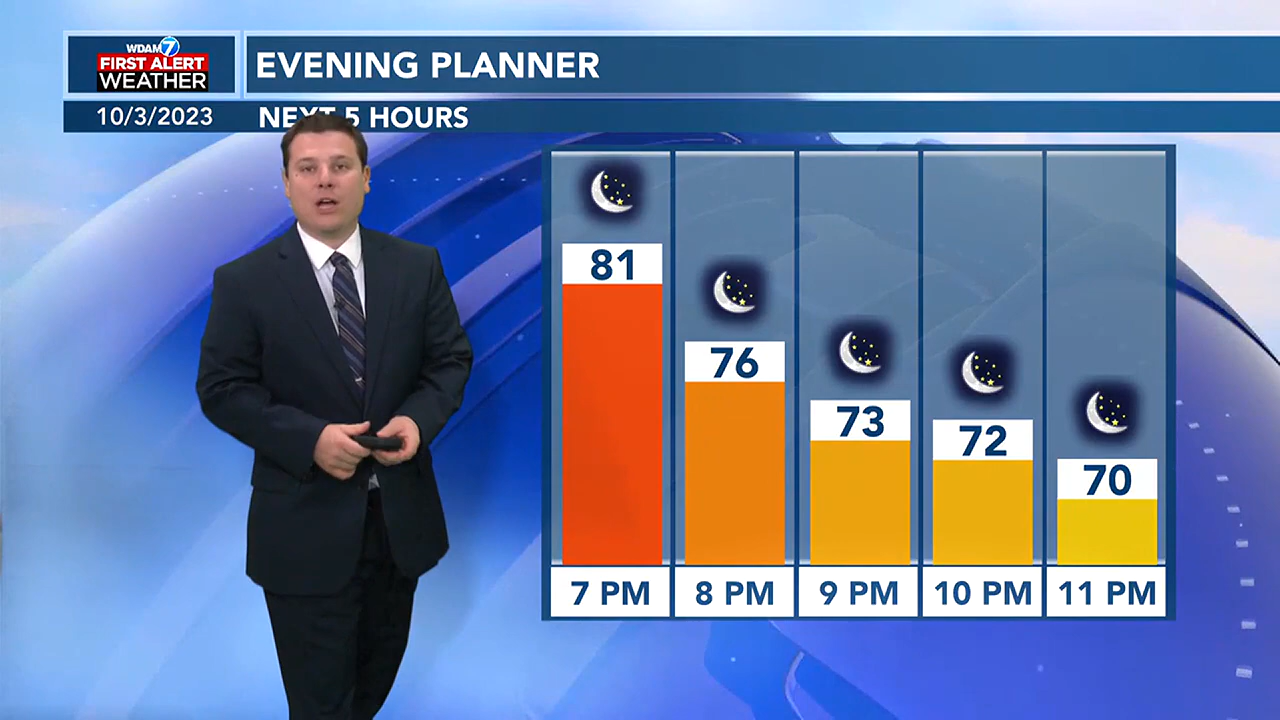 WDAM 7
FIRST ALERT
WEATHER
EVENING PLANNER
10/3/2023
NEXT 5 HOURS
81
76
73
72
70
7 PM
8 PM
9 PM
10 PM
11 PM